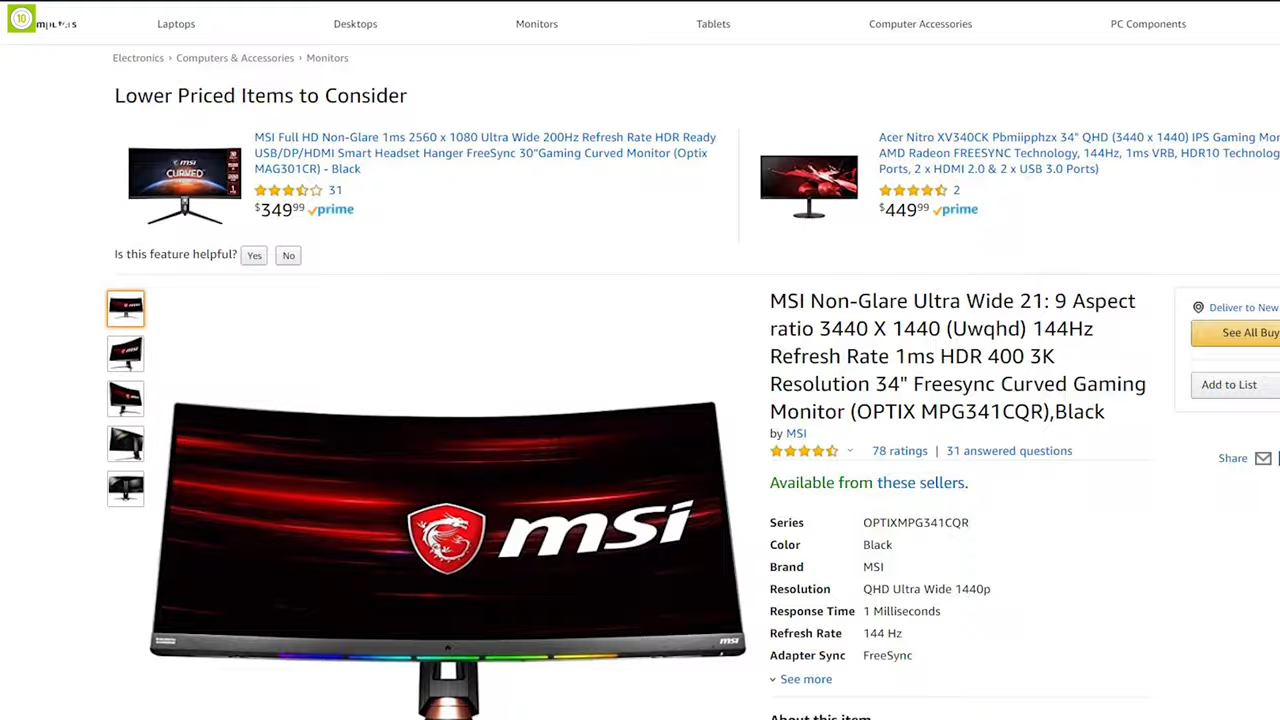 10
Laptops
Desktops
Monitors
Tablets
Computer Accessories
PC Components
Electronics › Computers & Accessories › Monitors
Lower Priced Items to Consider
MSI Full HD Non-Glare 1ms 2560 x 1080 Ultra Wide 200Hz Refresh Rate HDR Ready
USB/DP/HDMI Smart Headset Hanger FreeSync 30"Gaming Curved Monitor (Optix
MAG301CR) - Black
31
$349.99 prime
Acer Nitro XV340CK Pbmiipphzx 34" QHD (3440 x 1440) IPS Gaming
AMD Radeon FREESYNC Technology, 144Hz, 1ms VRB, HDR10
Ports, 2 x HDMI 2.0 & 2 x USB 3.0 Ports)
2
$449.99 prime
msi
CURVED
Is this feature helpful? Yes No
MSI Non-Glare Ultra Wide 21: 9 Aspect
ratio 3440 X 1440 (Uwqhd) 144Hz
Refresh Rate 1ms HDR 400 3K
Resolution 34" Freesync Curved Gaming
Monitor (OPTIX MPG341CQR),Black
by MSI
78 ratings | 31 answered questions
Available from these sellers.
Series OPTIXMPG341CQR
Color Black
Brand MSI
Resolution QHD Ultra Wide 1440p
Response Time 1 Milliseconds
Refresh Rate 144 Hz
Adapter Sync FreeSync
See more
About this item
Deliver to New
See All Buy
Add to List
Share
msi
msi